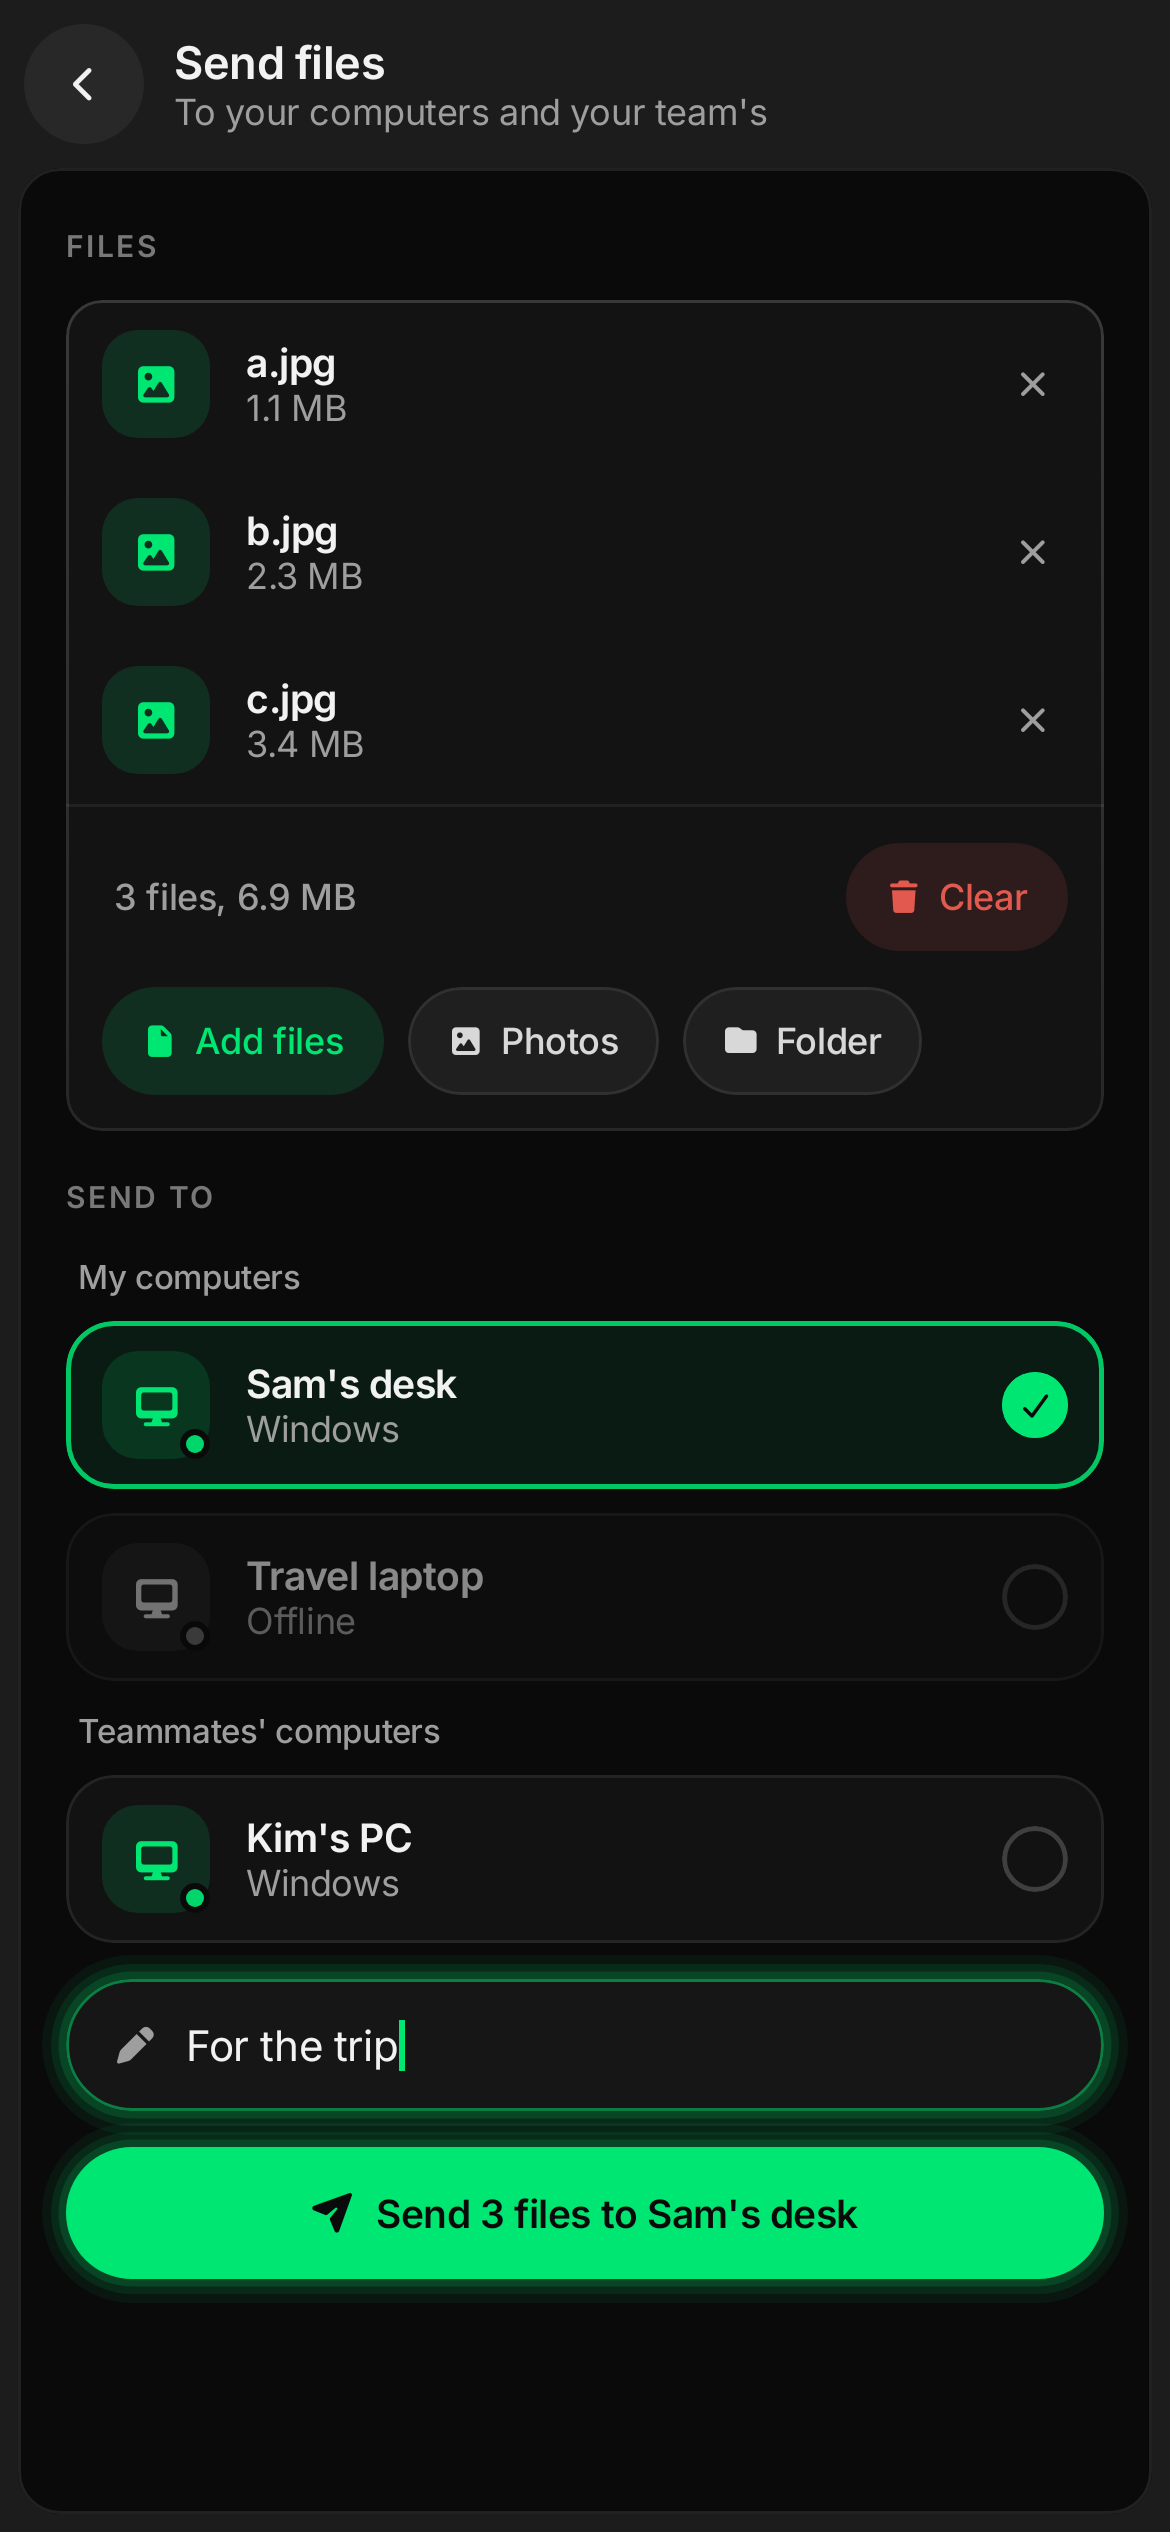 Send files
To your computers and your team's
FILES
a.jpg
1.1 MB
b.jpg
2.3 MB
c.jpg
3.4 MB
3 files, 6.9 MB
Clear
Add files
Photos
Folder
SEND TO
My computers
Sam's desk
Windows
Travel laptop
Offline
Teammates' computers
Kim's PC
Windows
For the trip
Send 3 files to Sam's desk